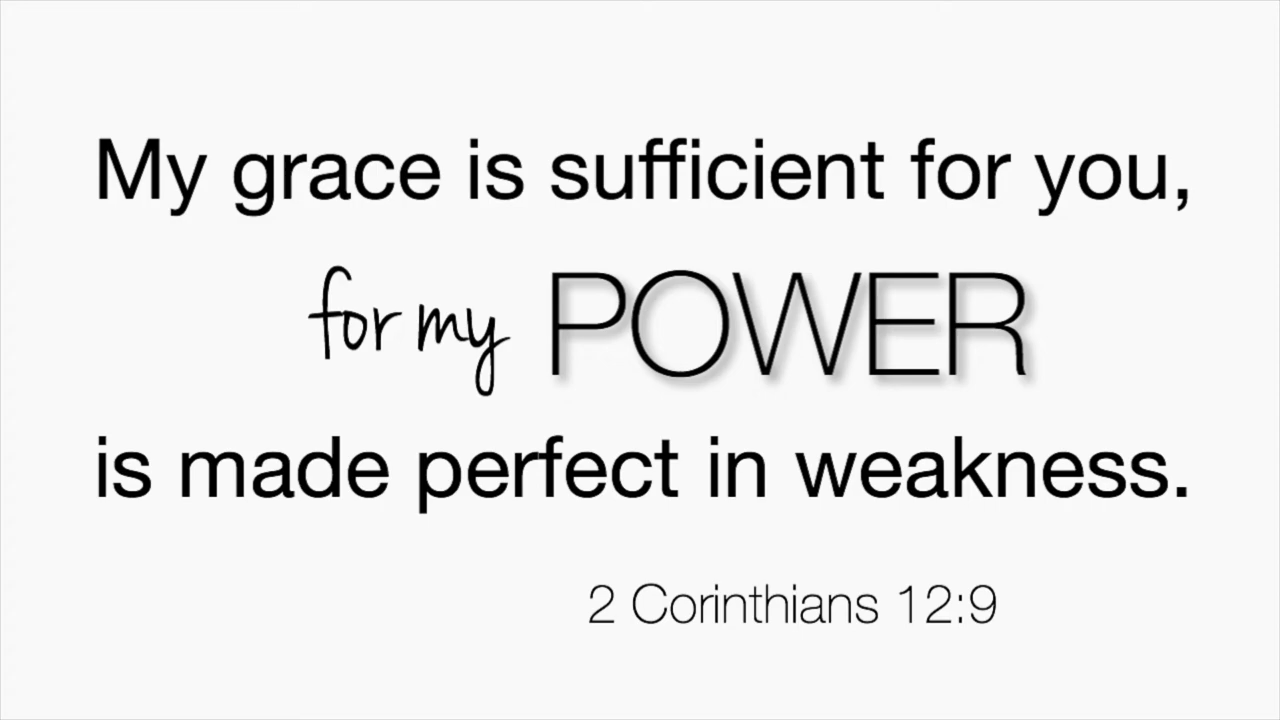 My grace is sufficient for you,
for my POWER
is made perfect in weakness.
2 Corinthians 12:9